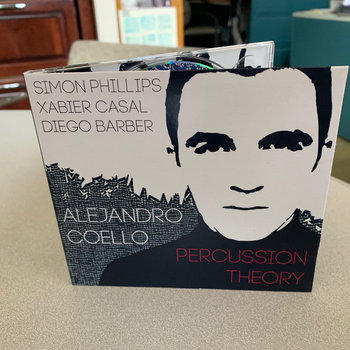 SIMON PHILLIPS
XABIER CASAL
DIEGO BARBER
ALEJANDRO
COELLO
PERCUSSION
THEORY